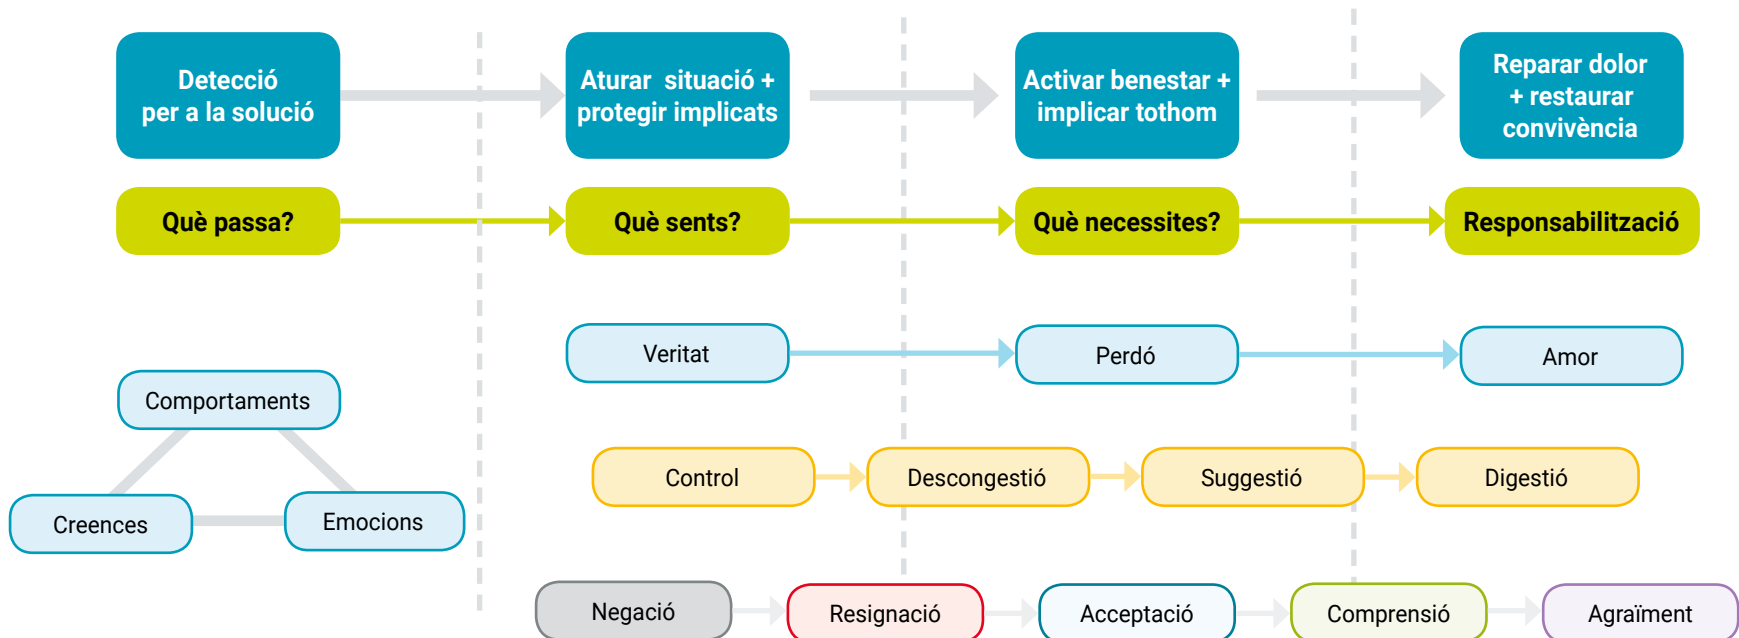 Detecció
per a la solució
Aturar situació +
protegir implicats
Activar benestar +
implicar tothom
Reparar dolor
+ restaurar
convivència
Què passa?
Què sents?
Què necessites?
Responsabilització
Veritat
Perdó
Amor
Comportaments
Creences
Emocions
Control
Descongestió
Suggestió
Digestió
Negació
Resignació
Acceptació
Comprensió
Agraïment